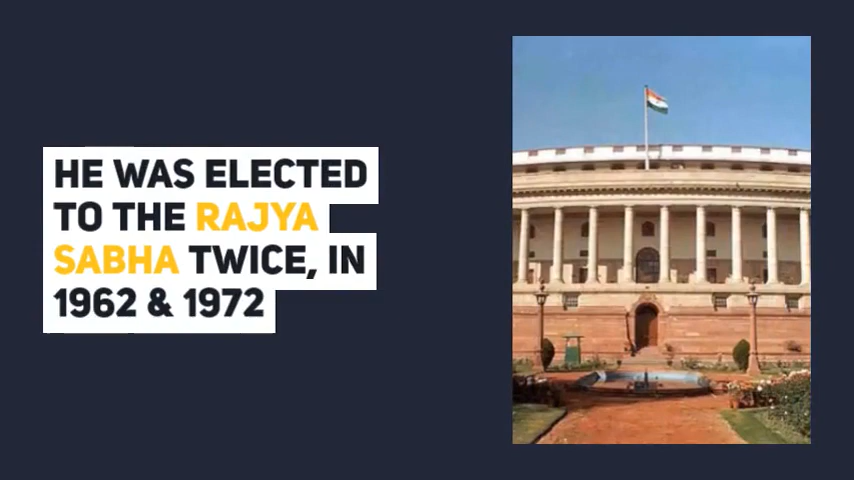 HE WAS ELECTED
TO THE RAJYA
SABHA TWICE, IN
1962 & 1972